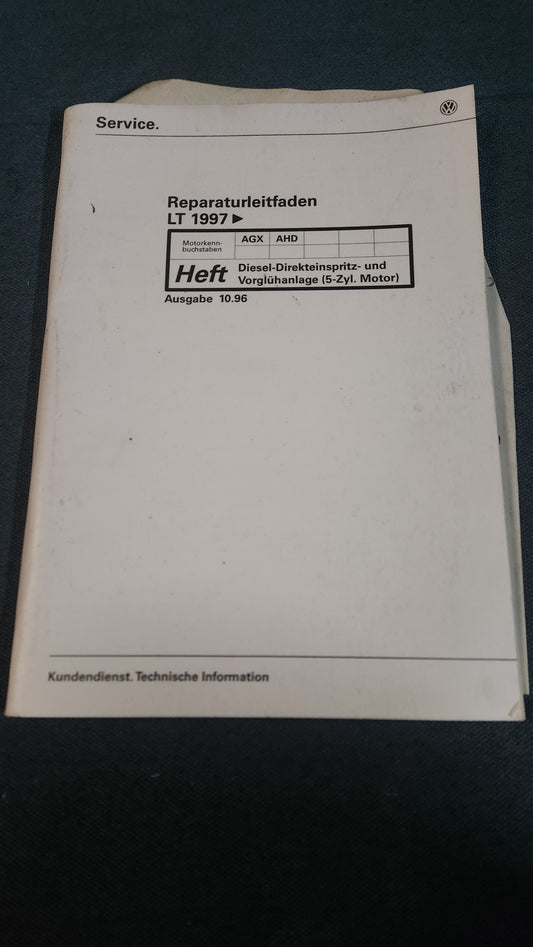 Service.
Reparaturleitfaden
LT 1997 ►
Motorkenn-
buchstaben
AGX AHD
Heft
Diesel-Direkteinspritz- und
Vorglühanlage (5-Zyl. Motor)
Ausgabe 10.96
Kundendienst. Technische Information